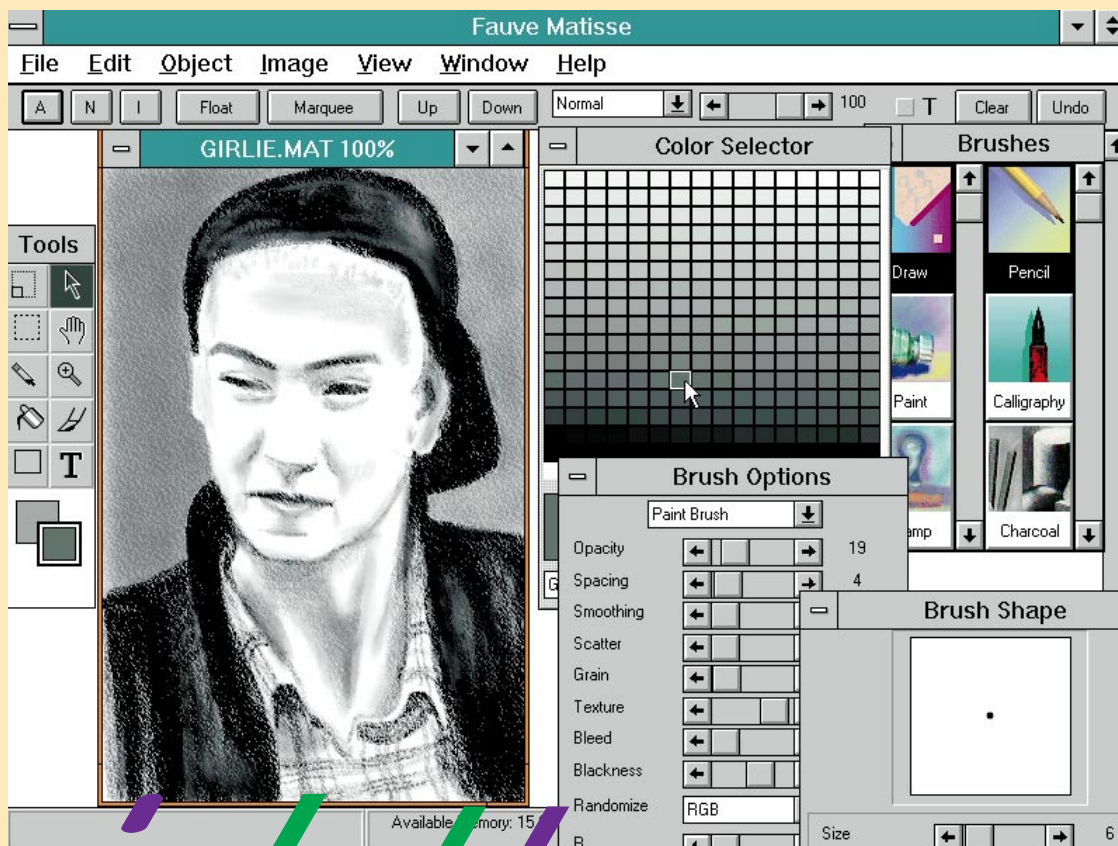 Fauve Matisse
File Edit Object Image View Window Help
A N I Float Marquee Up Down Normal 100 T Clear Undo
GIRLIE.MAT 100%
Color Selector
Brushes
Tools
Draw
Pencil
Paint
Calligraphy
Charcoal
T
Brush Options
Paint Brush
Opacity 19
Spacing 4
Smoothing
Scatter
Grain
Texture
Bleed
Blackness
Randomize RGB
Brush Shape
Size 6
Available